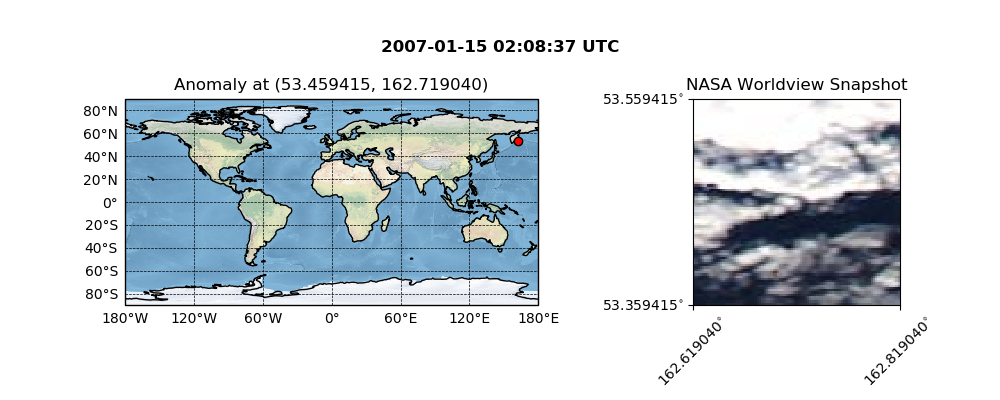 2007-01-15 02:08:37 UTC
Anomaly at (53.459415, 162.719040)
80°N
60°N
40°N
20°N
0°
20°S
40°S
60°S
80°S
180°W
120°W
60°W
0°
60°E
120°E
180°E
NASA Worldview Snapshot
53.559415°
53.359415°
162.619040°
162.819040°